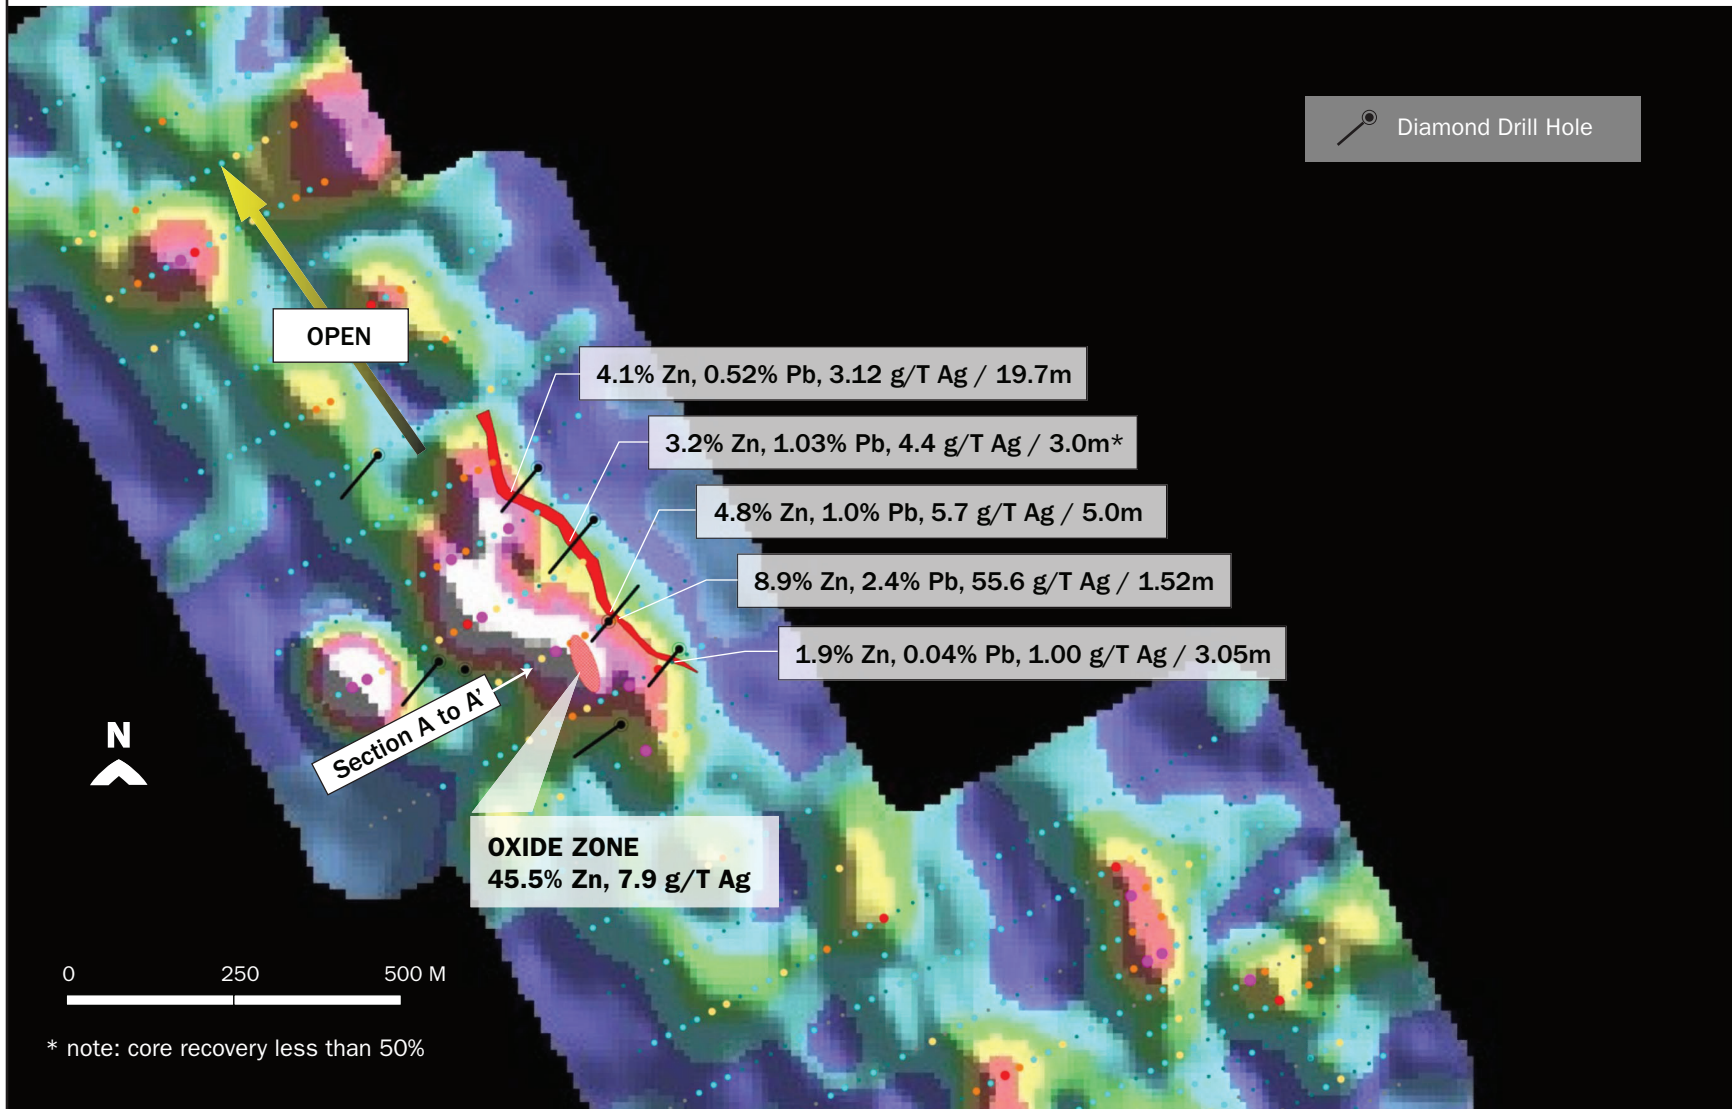 Diamond Drill Hole
OPEN
4.1% Zn, 0.52% Pb, 3.12 g/T Ag / 19.7m
3.2% Zn, 1.03% Pb, 4.4 g/T Ag / 3.0m*
4.8% Zn, 1.0% Pb, 5.7 g/T Ag / 5.0m
8.9% Zn, 2.4% Pb, 55.6 g/T Ag / 1.52m
1.9% Zn, 0.04% Pb, 1.00 g/T Ag / 3.05m
Section A to A'
N
OXIDE ZONE
45.5% Zn, 7.9 g/T Ag
0 250 500 M
* note: core recovery less than 50%